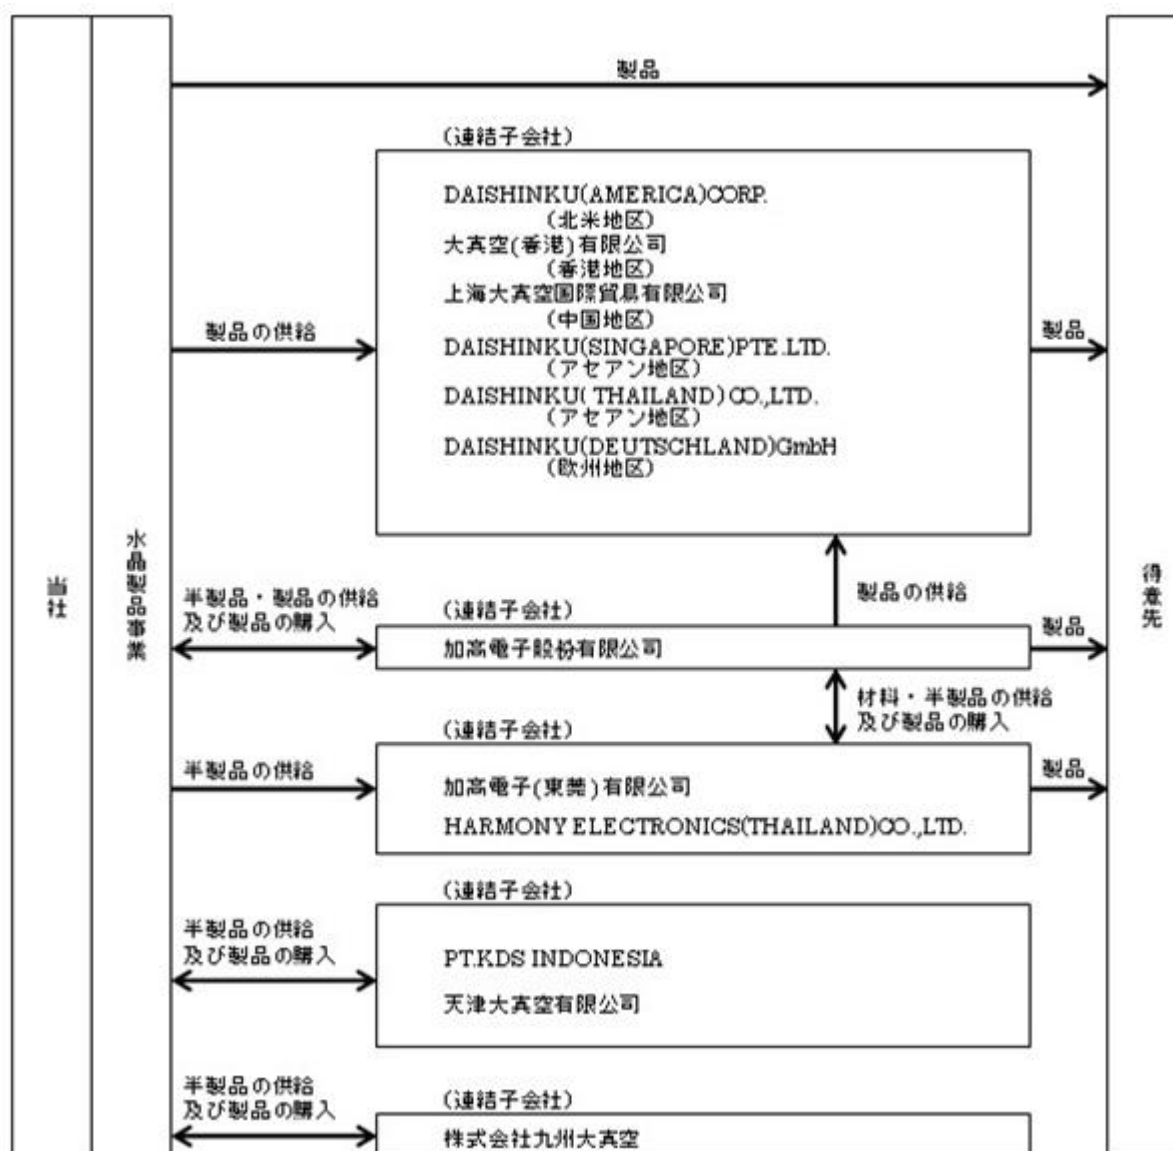 製品
(連結子会社)
DAISHINKU(AMERICA)CORP.
(北米地区)
大真空(香港)有限公司
(香港地区)
上海大真空国際貿易有限公司
(中国地区)
DAISHINKU(SINGAPORE)PTE.LTD.
(アセアン地区)
DAISHINKU(THAILAND)CO.,LTD.
(アセアン地区)
DAISHINKU(DEUTSCHLAND)GmbH
(欧州地区)
製品の供給
製品
当社
水晶製品事業
得意先
半製品・製品の供給
及び製品の購入
(連結子会社)
加高電子股份有限公司
製品の供給
製品
材料・半製品の供給
及び製品の購入
(連結子会社)
半製品の供給
加高電子(東莞)有限公司
HARMONY ELECTRONICS(THAILAND)CO.,LTD.
製品
(連結子会社)
半製品の供給
及び製品の購入
PT.KDS INDONESIA
天津大真空有限公司
半製品の供給
及び製品の購入
(連結子会社)
株式会社九州大真空